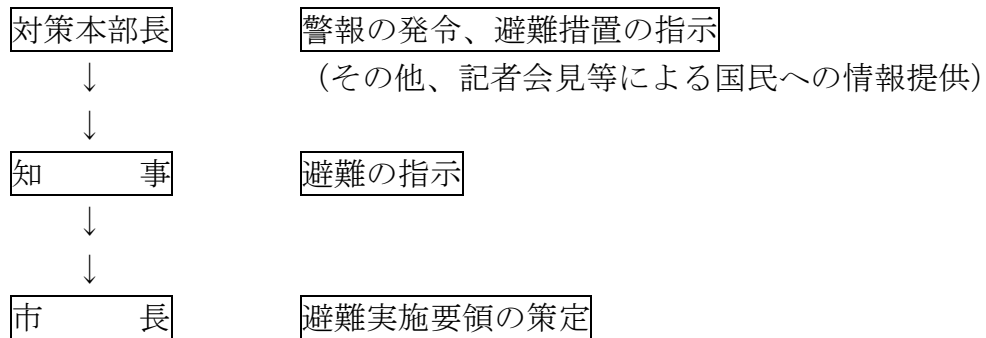 対策本部長　警報の発令、避難措置の指示
↓　（その他、記者会見等による国民への情報提供）
↓
知　　事　避難の指示
↓
↓
市　　長　避難実施要領の策定